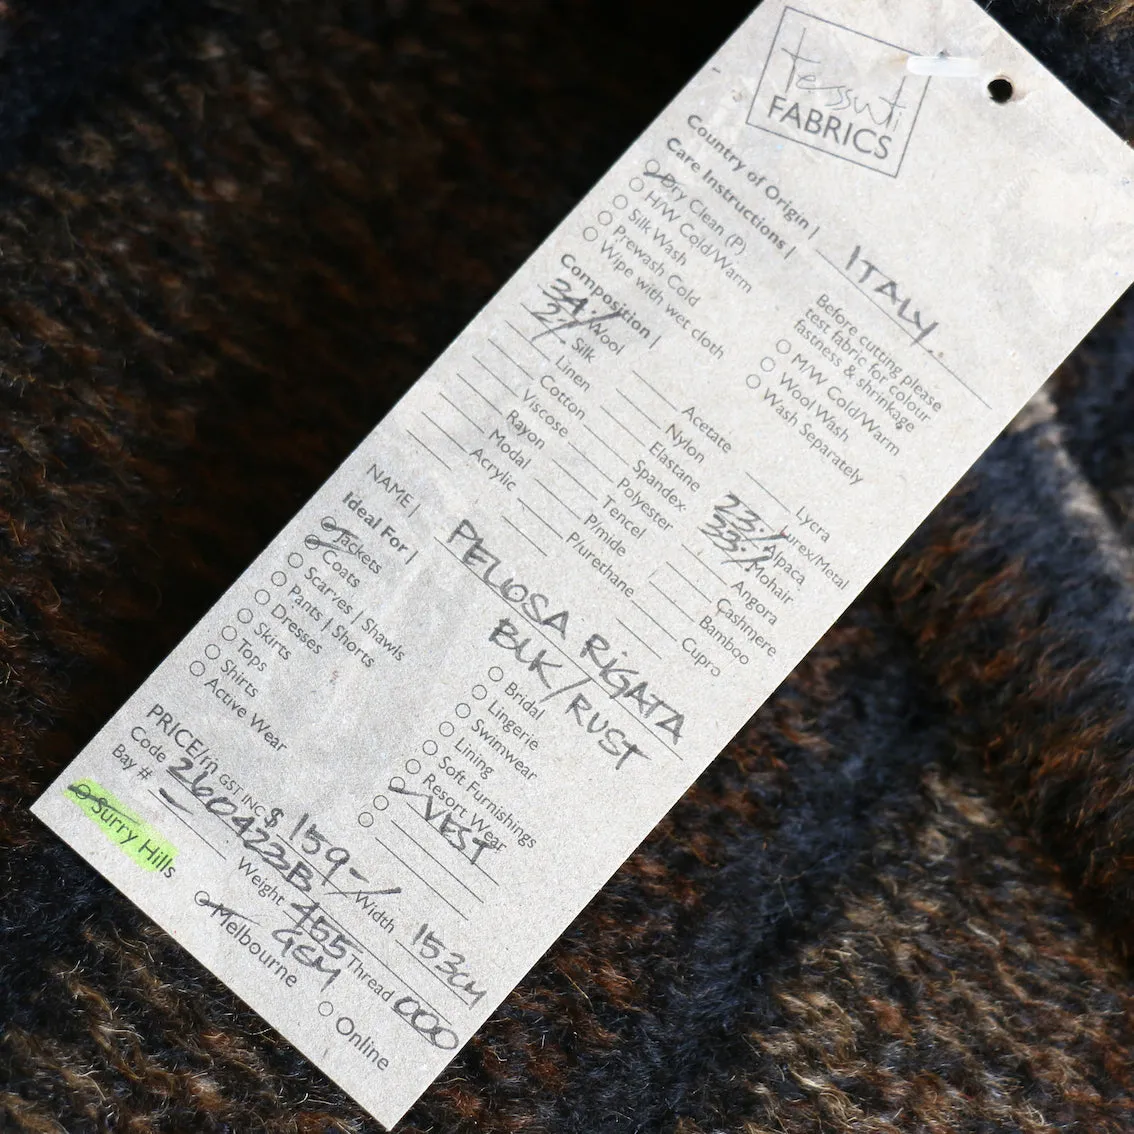 tessuti
FABRICS
Country of Origin | ITALY
Care Instructions |
Dry Clean (P)
H/W Cold/Warm
Silk Wash
Prewash Cold
Wipe with wet cloth
Before cutting please
test fabric for colour
fastness & shrinkage
M/W Cold/Warm
Wool Wash
Wash Separately
Composition |
34% Wool
2% Silk
Linen
Cotton
Viscose
Rayon
Modal
Acrylic
Acetate
Nylon
Elastane
Spandex
Polyester
Tencel
P/mide
P/urethane
Lycra
Lurex/Metal
23% Alpaca
33% Mohair
Angora
Cashmere
Bamboo
Cupro
NAME | PELIOSA RIGATA
BLK/RUST
Ideal For |
Jackets
Coats
Scarves | Shawls
Pants | Shorts
Dresses
Skirts
Tops
Shirts
Active Wear
Bridal
Lingerie
Swimwear
Lining
Soft Furnishings
Resort Wear
VEST
PRICE/m GST INC $ 159-/ Width 153CM
Code 260422B
Bay # - Weight 455 GSM Thread 000
Surry Hills
Melbourne
Online